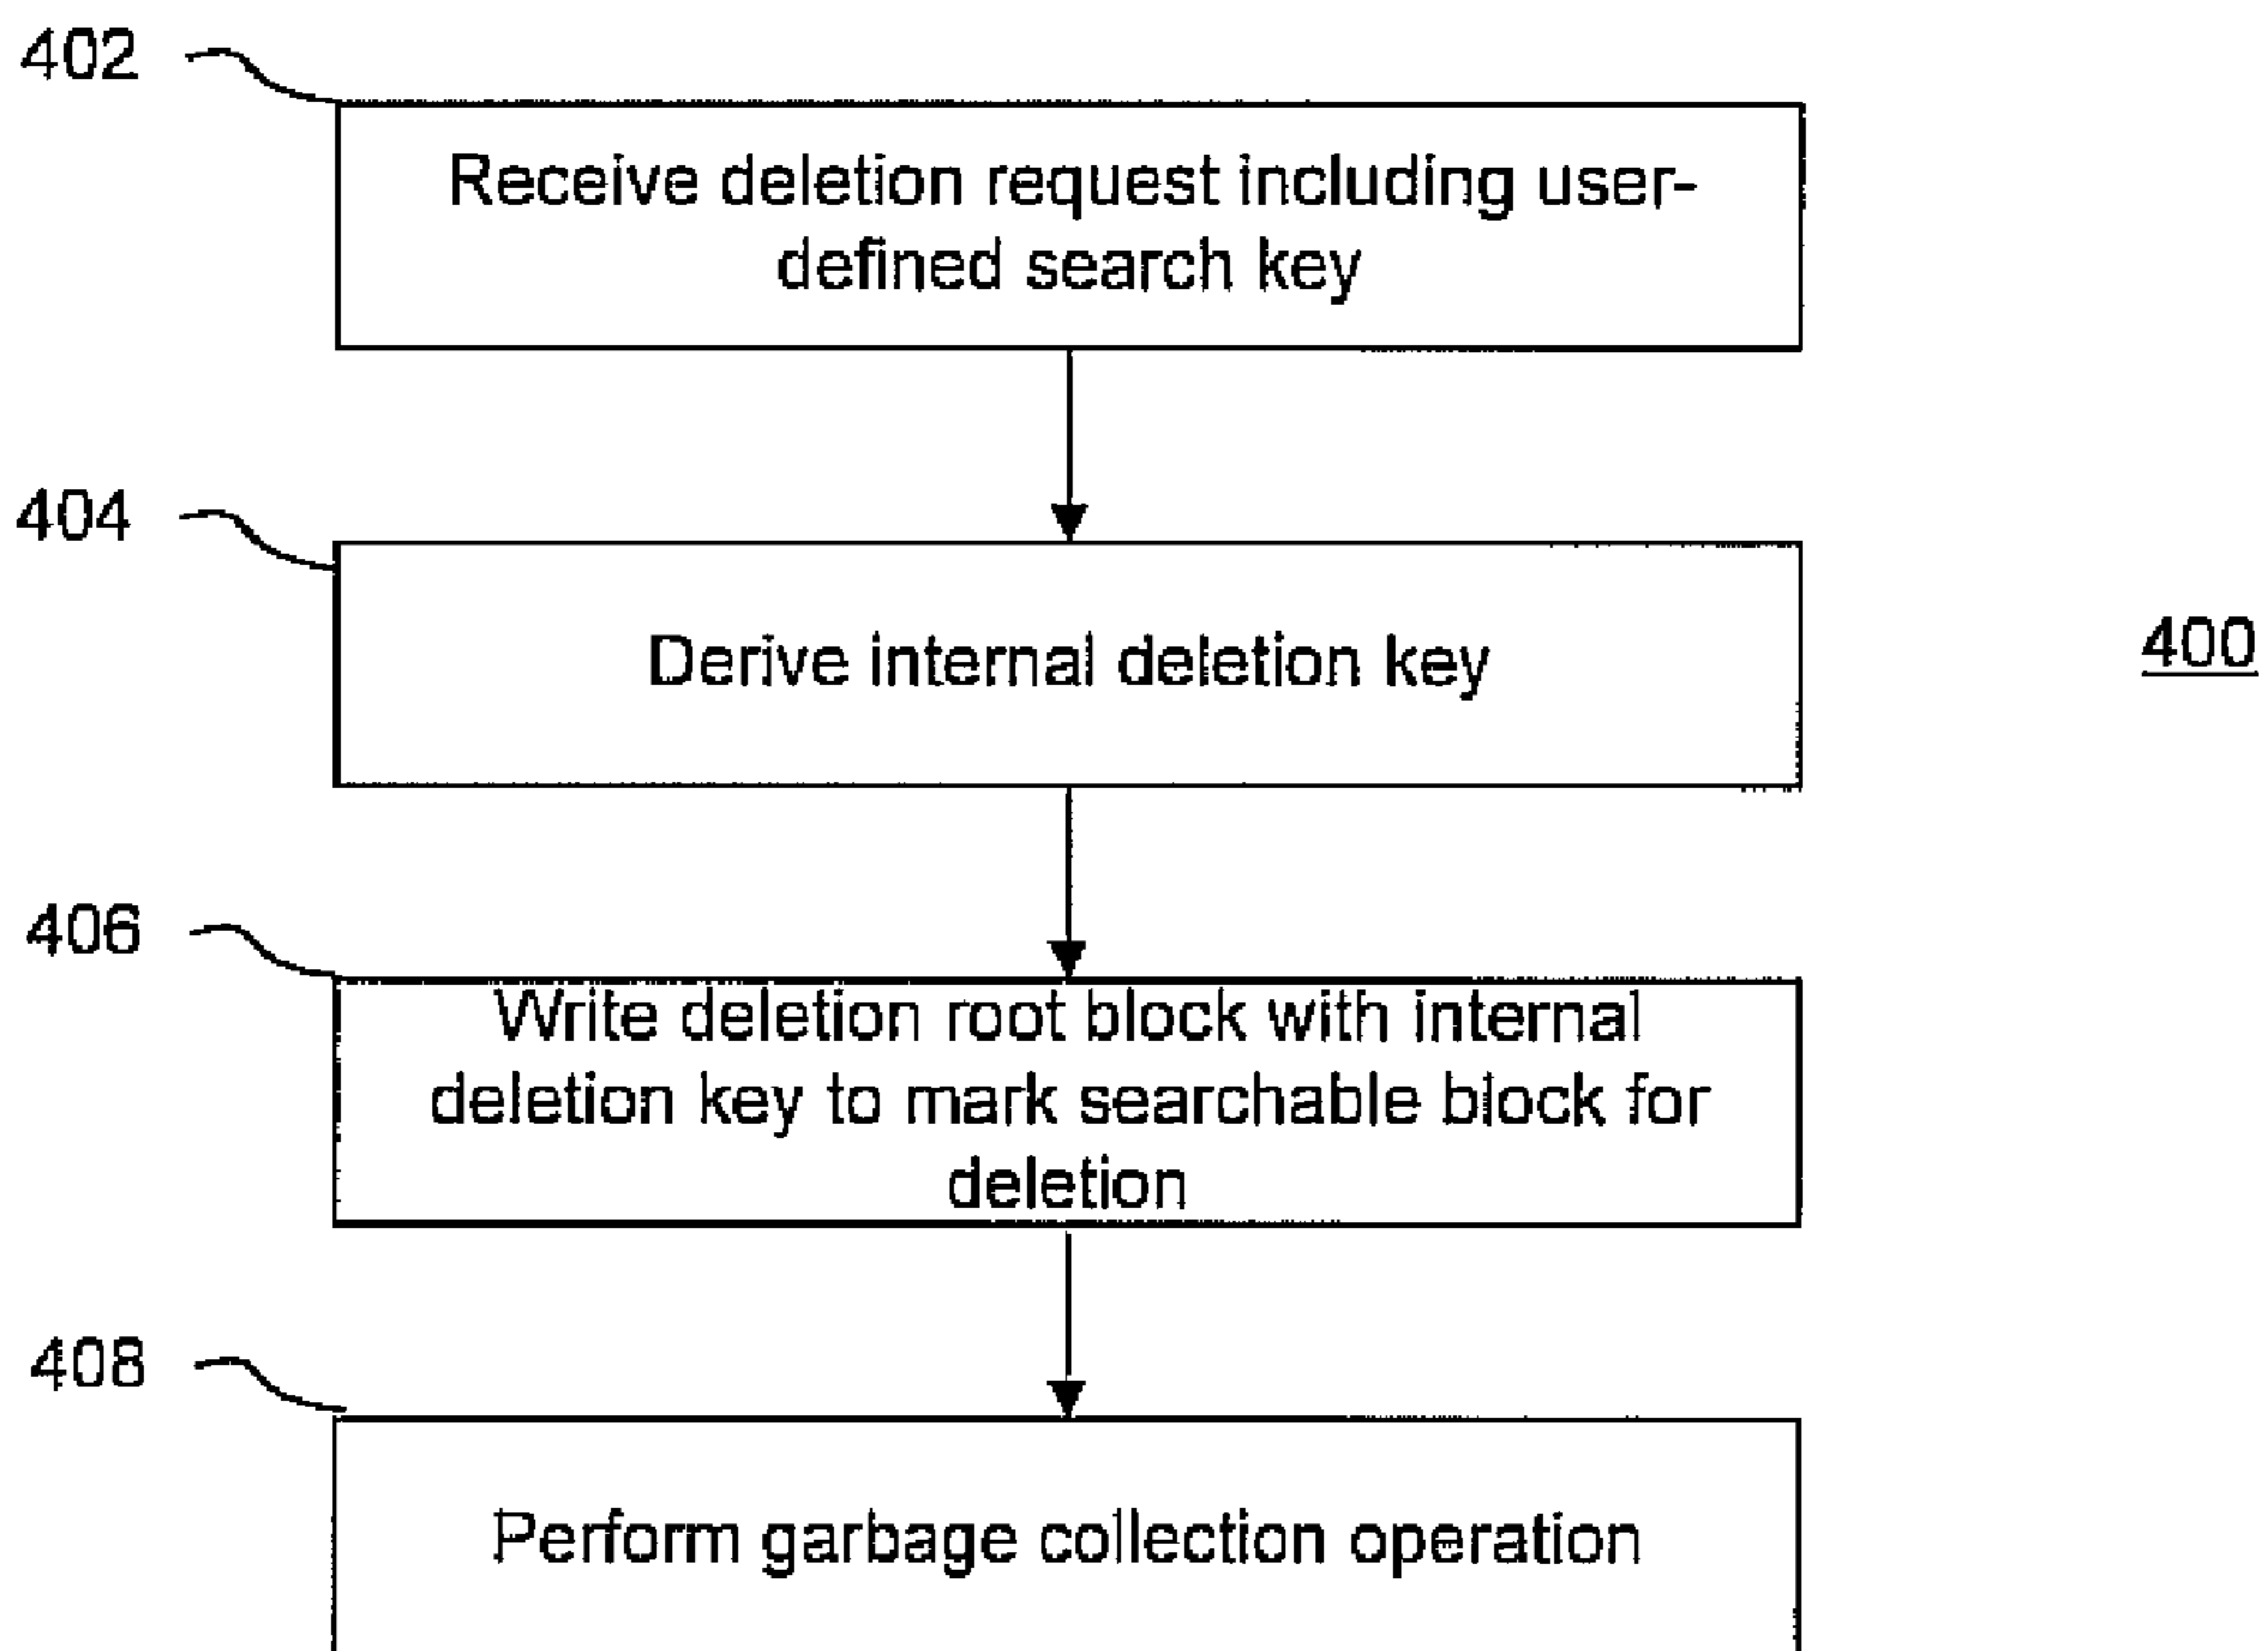 402
Receive deletion request including user-
defined search key
404
Derive internal deletion key
400
406
Write deletion root block with internal
deletion key to mark searchable block for
deletion
408
Perform garbage collection operation